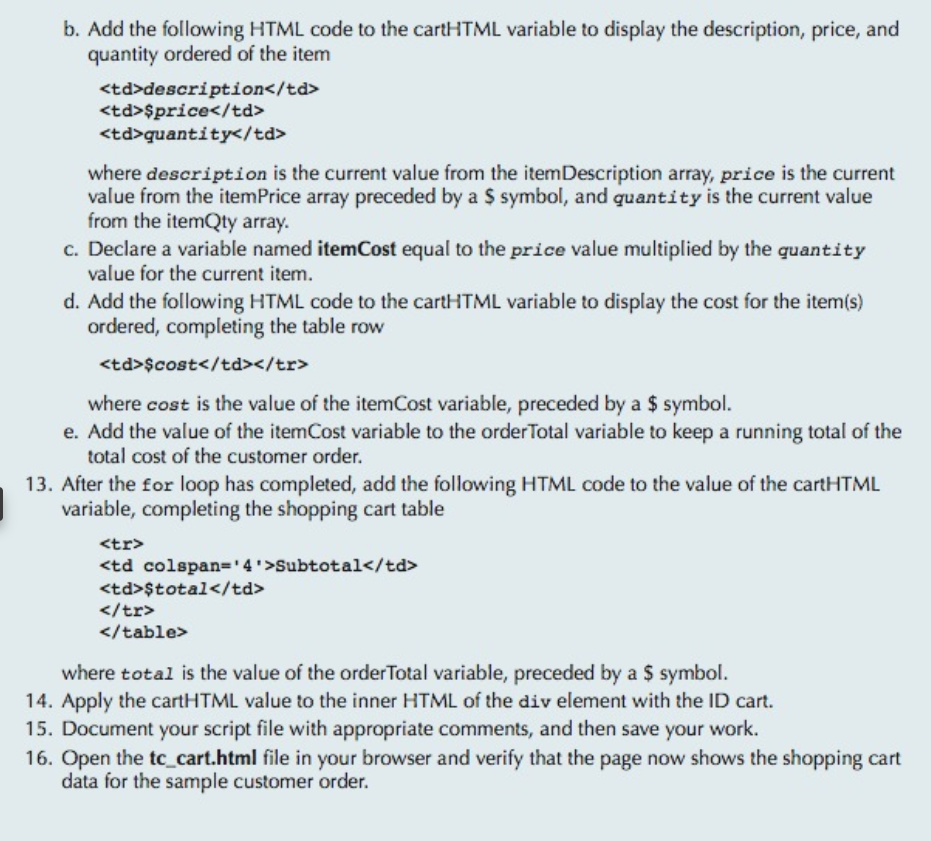 b. Add the following HTML code to the cartHTML variable to display the description, price, and
quantity ordered of the item
<td>description</td>
<td>$price</td>
<td>quantity</td>
where description is the current value from the itemDescription array, price is the current
value from the itemPrice array preceded by a $ symbol, and quantity is the current value
from the itemQty array.
c. Declare a variable named itemCost equal to the price value multiplied by the quantity
value for the current item.
d. Add the following HTML code to the cartHTML variable to display the cost for the item(s)
ordered, completing the table row
<td>$cost</td></tr>
where cost is the value of the itemCost variable, preceded by a $ symbol.
e. Add the value of the itemCost variable to the orderTotal variable to keep a running total of the
total cost of the customer order.
13. After the for loop has completed, add the following HTML code to the value of the cartHTML
variable, completing the shopping cart table
<tr>
<td colspan='4'>Subtotal</td>
<td>$total</td>
</tr>
</table>
where total is the value of the orderTotal variable, preceded by a $ symbol.
14. Apply the cartHTML value to the inner HTML of the div element with the ID cart.
15. Document your script file with appropriate comments, and then save your work.
16. Open the tc_cart.html file in your browser and verify that the page now shows the shopping cart
data for the sample customer order.